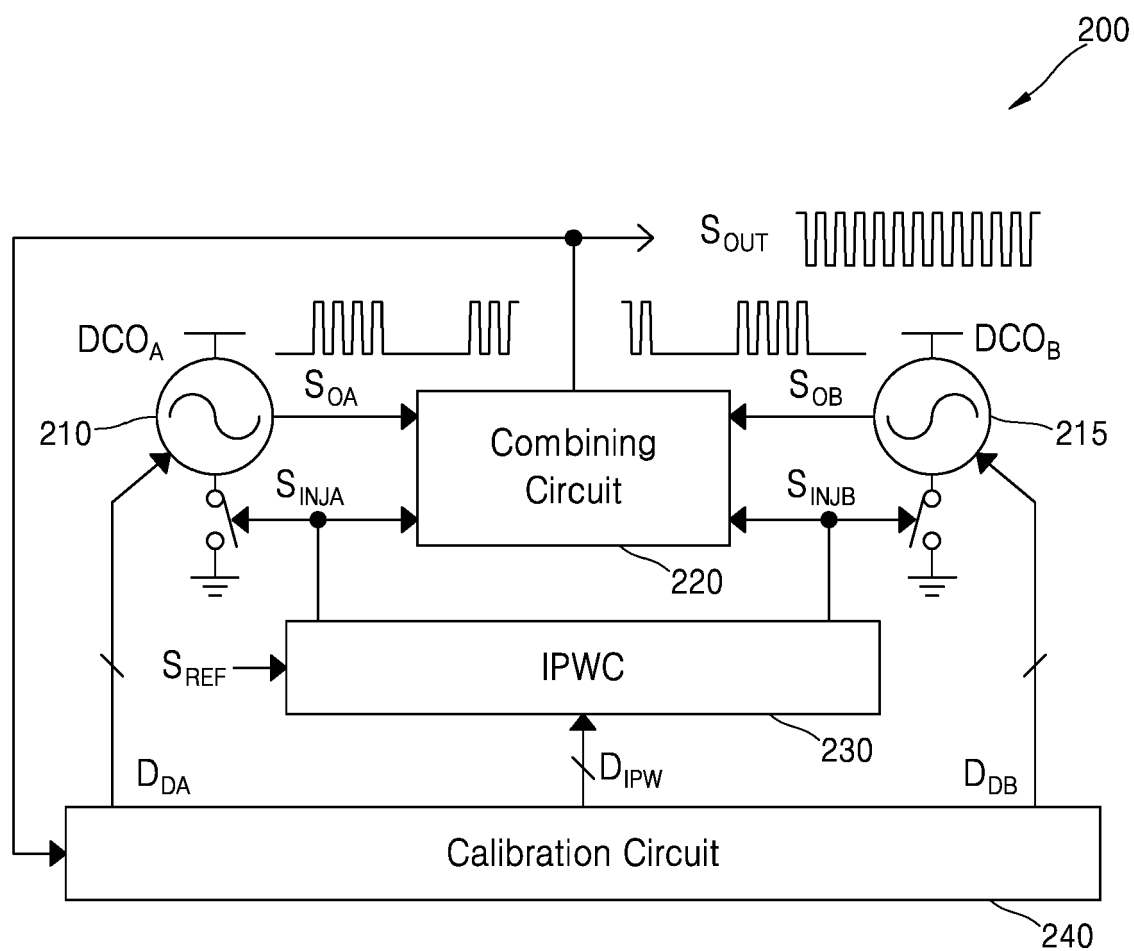 200
S_OUT
DCO_A
DCO_B
S_OA
S_OB
210
215
Combining
Circuit
S_INJA
S_INJB
220
S_REF
IPWC
230
D_DA
D_IPW
D_DB
Calibration Circuit
240